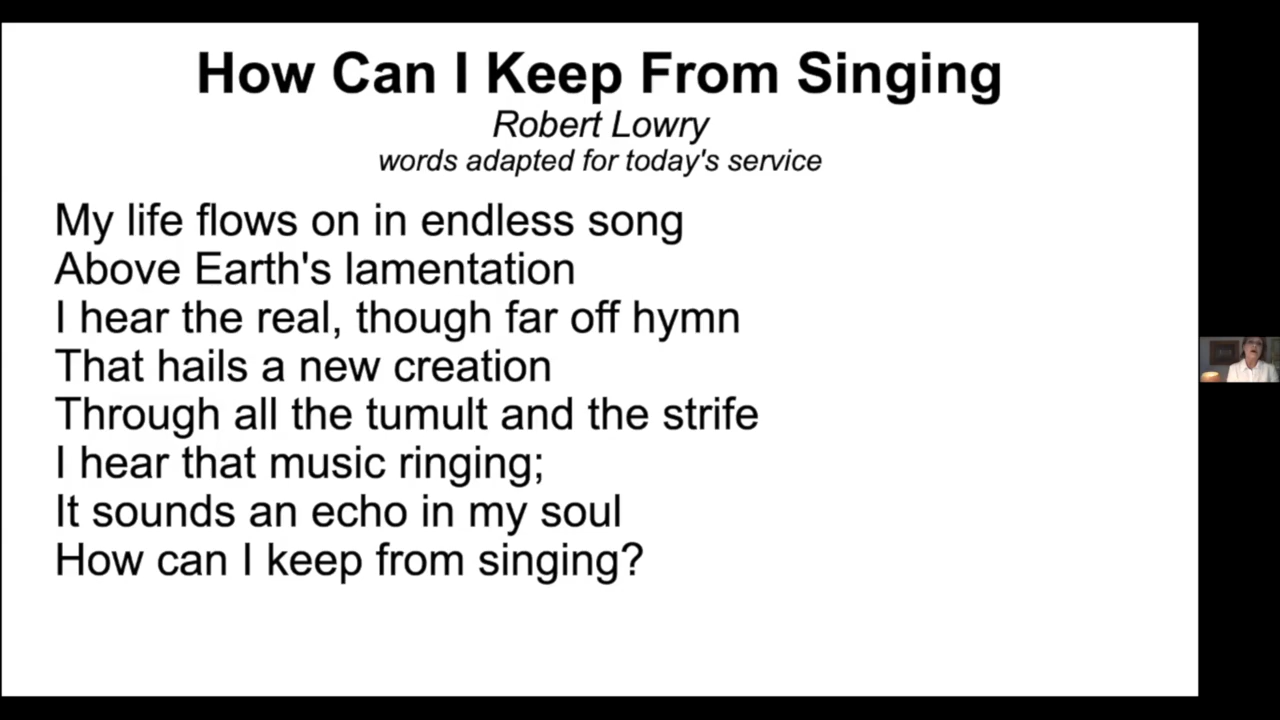 How Can I Keep From Singing
Robert Lowry
words adapted for today's service
My life flows on in endless song
Above Earth's lamentation
I hear the real, though far off hymn
That hails a new creation
Through all the tumult and the strife
I hear that music ringing;
It sounds an echo in my soul
How can I keep from singing?